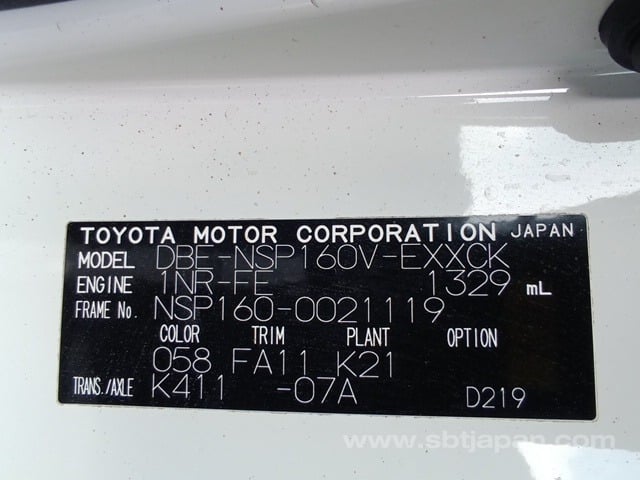 TOYOTA MOTOR CORPORATION JAPAN
MODEL DBE-NSP160V-EXXCK
ENGINE 1NR-FE 1329 mL
FRAME No. NSP160-0021119
COLOR TRIM PLANT OPTION
058 FA11 K21
TRANS./AXLE K411 -07A D219
www.sbtjapan.com